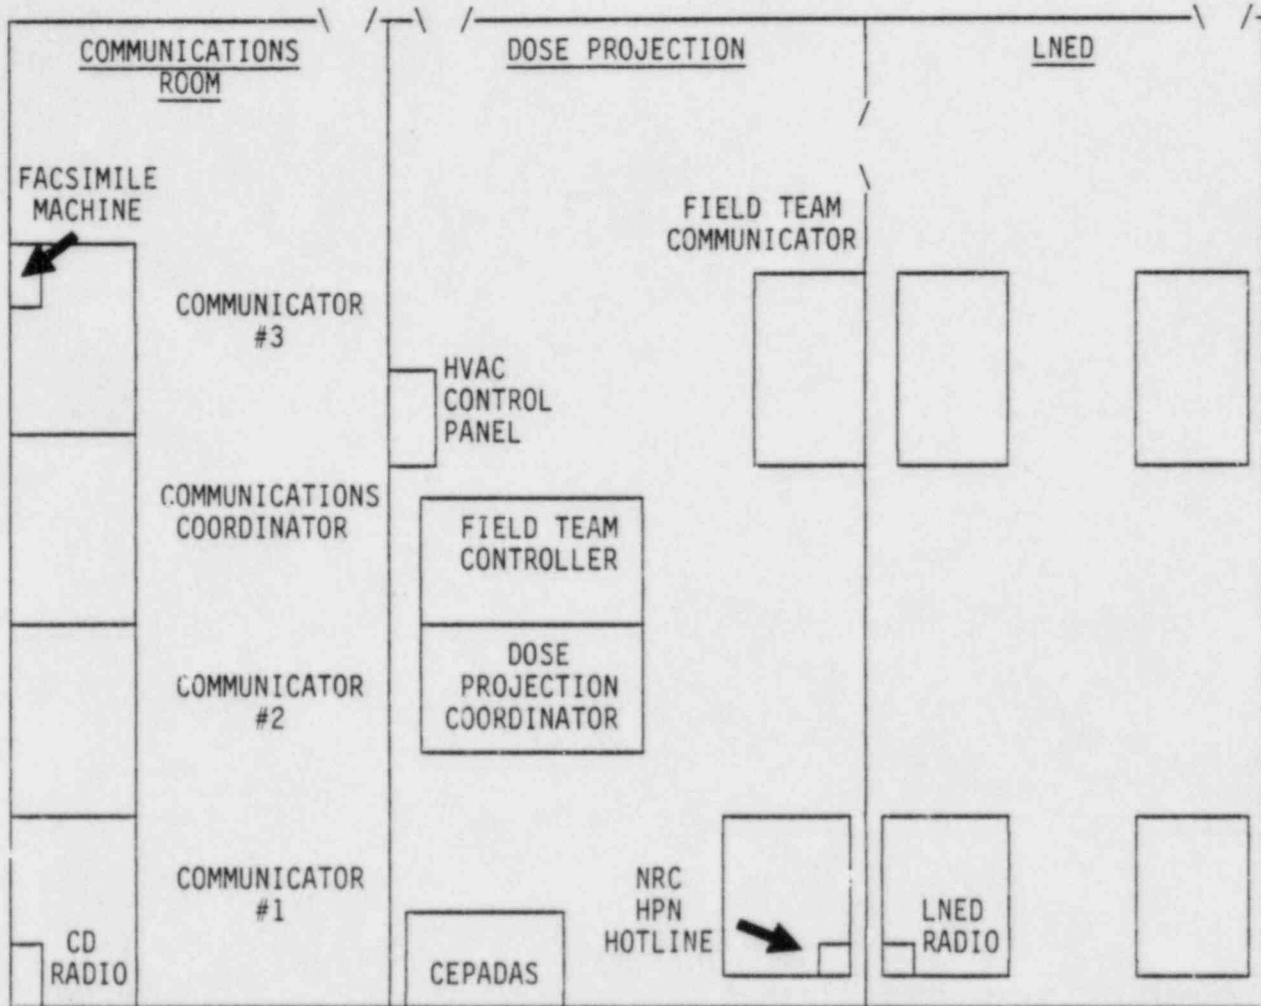 COMMUNICATIONS
ROOM
DOSE PROJECTION
LNED
FACSIMILE
MACHINE
FIELD TEAM
COMMUNICATOR
COMMUNICATOR
#3
HVAC
CONTROL
PANEL
COMMUNICATIONS
COORDINATOR
FIELD TEAM
CONTROLLER
DOSE
PROJECTION
COORDINATOR
COMMUNICATOR
#2
COMMUNICATOR
#1
NRC
HPN
HOTLINE
LNED
RADIO
CD
RADIO
CEPADAS